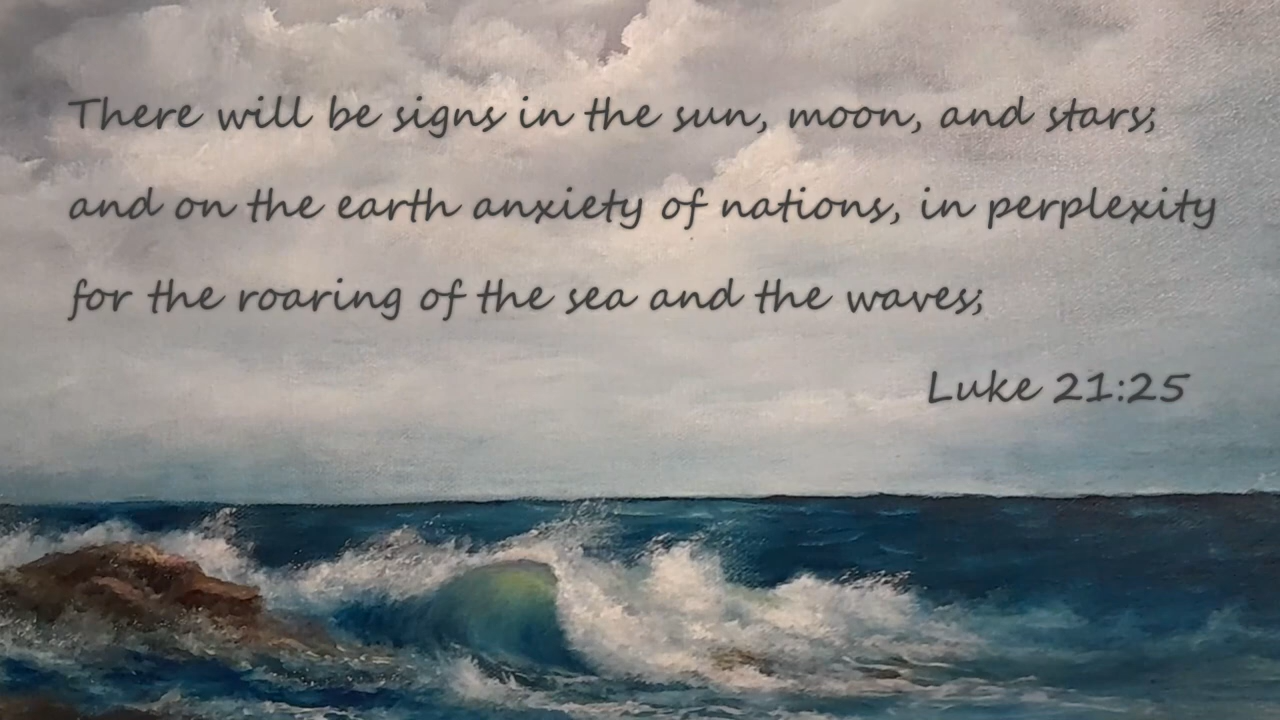 There will be signs in the sun, moon, and stars;
and on the earth anxiety of nations, in perplexity
for the roaring of the sea and the waves;
Luke 21:25